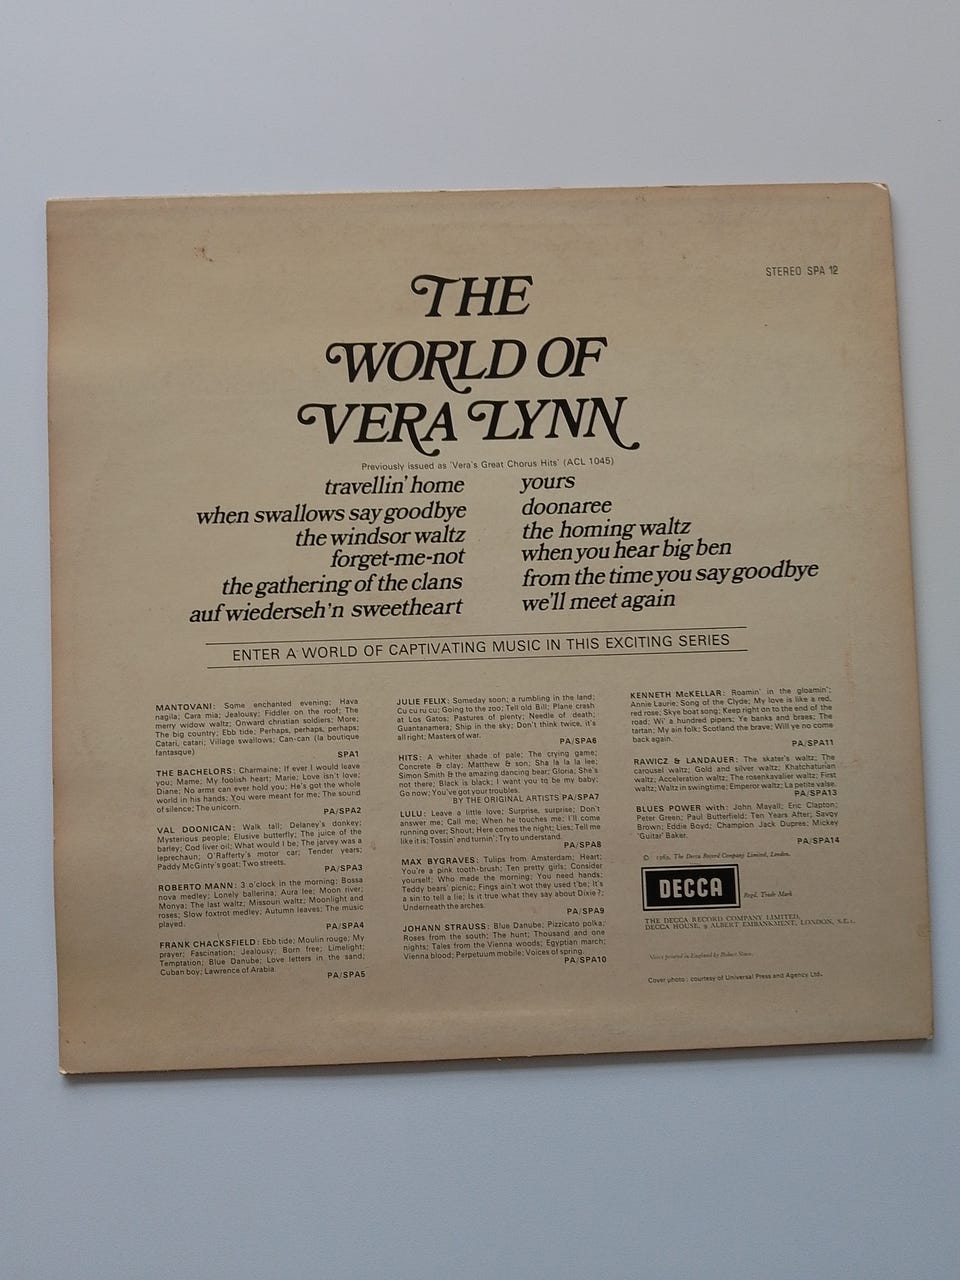 STEREO SPA 12
THE
WORLD OF
VERA LYNN
Previously issued as 'Vera's Great Chorus Hits' (ACL 1045)
travellin' home
when swallows say goodbye
the windsor waltz
forget-me-not
the gathering of the clans
auf wiederseh'n sweetheart
yours
doonaree
the homing waltz
when you hear big ben
from the time you say goodbye
we'll meet again
ENTER A WORLD OF CAPTIVATING MUSIC IN THIS EXCITING SERIES
MANTOVANI: Some enchanted evening; Hava
nagila; Cara mia; Jealousy; Fiddler on the roof; The
merry widow waltz; Onward christian soldiers; More;
The big country; Ebb tide; Perhaps, perhaps, perhaps;
Catari, catari; Village swallows; Can-can (la boutique
fantasque)
SPA1
THE BACHELORS: Charmaine; If ever I would leave
you; Mame; My foolish heart; Marie; Love isn't love;
Diane; No arms can ever hold you; He's got the whole
world in his hands; You were meant for me; The sound
of silence; The unicorn.
PA/SPA2
VAL DOONICAN: Walk tall; Delaney's donkey;
Mysterious people; Elusive butterfly; The juice of the
barley; Cod liver oil; What would I be; The jarvey was a
leprechaun; O'Rafferty's motor car; Tender years;
Paddy McGinty's goat; Two streets.
PA/SPA3
ROBERTO MANN: 3 o'clock in the morning; Bossa
nova medley; Lonely ballerina; Aura lee; Moon river;
Monya; The last waltz; Missouri waltz; Moonlight and
roses; Slow foxtrot medley; Autumn leaves; The music
played.
PA/SPA4
FRANK CHACKSFIELD: Ebb tide; Moulin rouge; My
prayer; Fascination; Jealousy; Born free; Limelight;
Temptation; Blue Danube; Love letters in the sand;
Cuban boy; Lawrence of Arabia.
PA/SPA5
JULIE FELIX: Someday soon; a rumbling in the land;
Cu cu ru cu; Going to the zoo; Tell old Bill; Plane crash
at Los Gatos; Pastures of plenty; Needle of death;
Guantanamera; Ship in the sky; Don't think twice, it's
all right; Masters of war.
PA/SPA6
HITS: A whiter shade of pale; The crying game;
Concrete & clay; Matthew & son; Sha la la la lee;
Simon Smith & the amazing dancing bear; Gloria; She's
not there; Black is black; I want you to be my baby;
Go now; You've got your troubles.
BY THE ORIGINAL ARTISTS PA/SPA7
LULU: Leave a little love; Surprise, surprise; Don't
answer me; Call me; When he touches me; I'll come
running over; Shout; Here comes the night; Lies; Tell me
like it is; Tossin' and turnin'; Try to understand.
PA/SPA8
MAX BYGRAVES: Tulips from Amsterdam; Heart;
You're a pink tooth-brush; Ten pretty girls; Consider
yourself; Who made the morning; You need hands;
Teddy bears' picnic; Fings ain't wot they used t'be; It's
a sin to tell a lie; Is it true what they say about Dixie?;
Underneath the arches.
PA/SPA9
JOHANN STRAUSS: Blue Danube; Pizzicato polka;
Roses from the south; The hunt; Thousand and one
nights; Tales from the Vienna woods; Egyptian march;
Vienna blood; Perpetuum mobile; Voices of spring.
PA/SPA10
KENNETH McKELLAR: Roamin' in the gloamin';
Annie Laurie; Song of the Clyde; My love is like a red,
red rose; Skye boat song; Keep right on to the end of the
road; Wi' a hundred pipers; Ye banks and braes; The
tartan; My ain folk; Scotland the brave; Will ye no come
back again.
PA/SPA11
RAWICZ & LANDAUER: The skater's waltz; The
carousel waltz; Gold and silver waltz; Khatchaturian
waltz; Acceleration waltz; The rosenkavalier waltz; First
waltz; Waltz in swingtime; Emperor waltz; La petite valse.
PA/SPA13
BLUES POWER with: John Mayall; Eric Clapton;
Peter Green; Paul Butterfield; Ten Years After; Savoy
Brown; Eddie Boyd; Champion Jack Dupree; Mickey
'Guitar' Baker.
PA/SPA14
© 1969, The Decca Record Company Limited, London.
DECCA
Regd. Trade Mark
THE DECCA RECORD COMPANY LIMITED,
DECCA HOUSE, 9 ALBERT EMBANKMENT, LONDON, S.E.1.
Sleeve printed in England by Robert Stace.
Cover photo: courtesy of Universal Press and Agency Ltd.